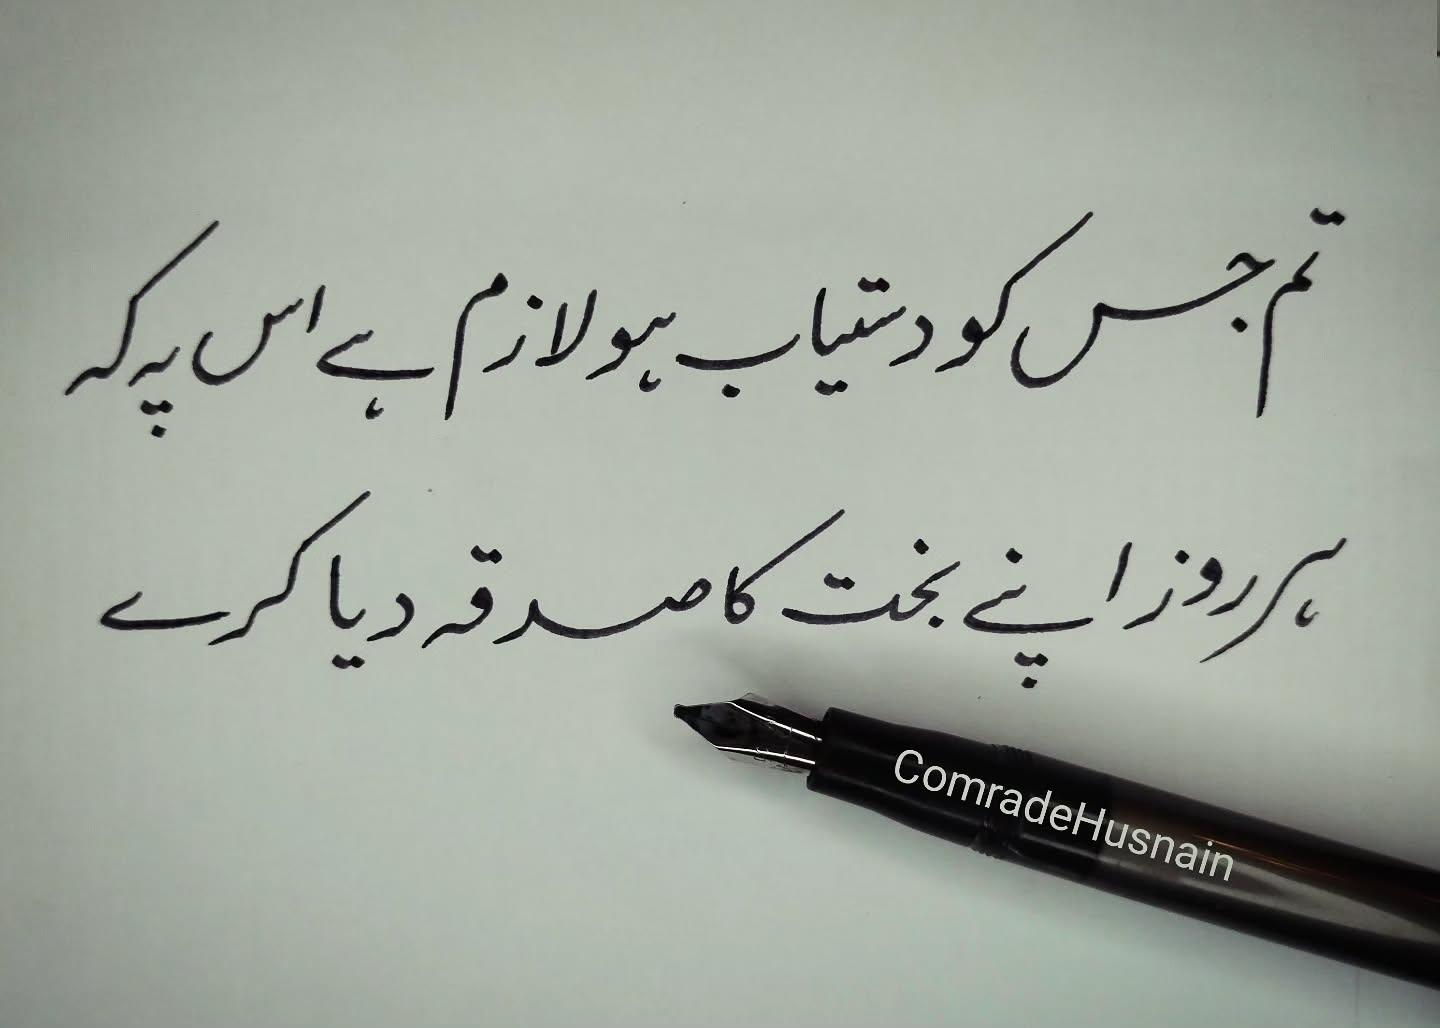 تم جس کو دستیاب ہو لازم ہے اس پہ کہ
ہر روز اپنے بخت کا صدقہ دیا کرے
ComradeHusnain